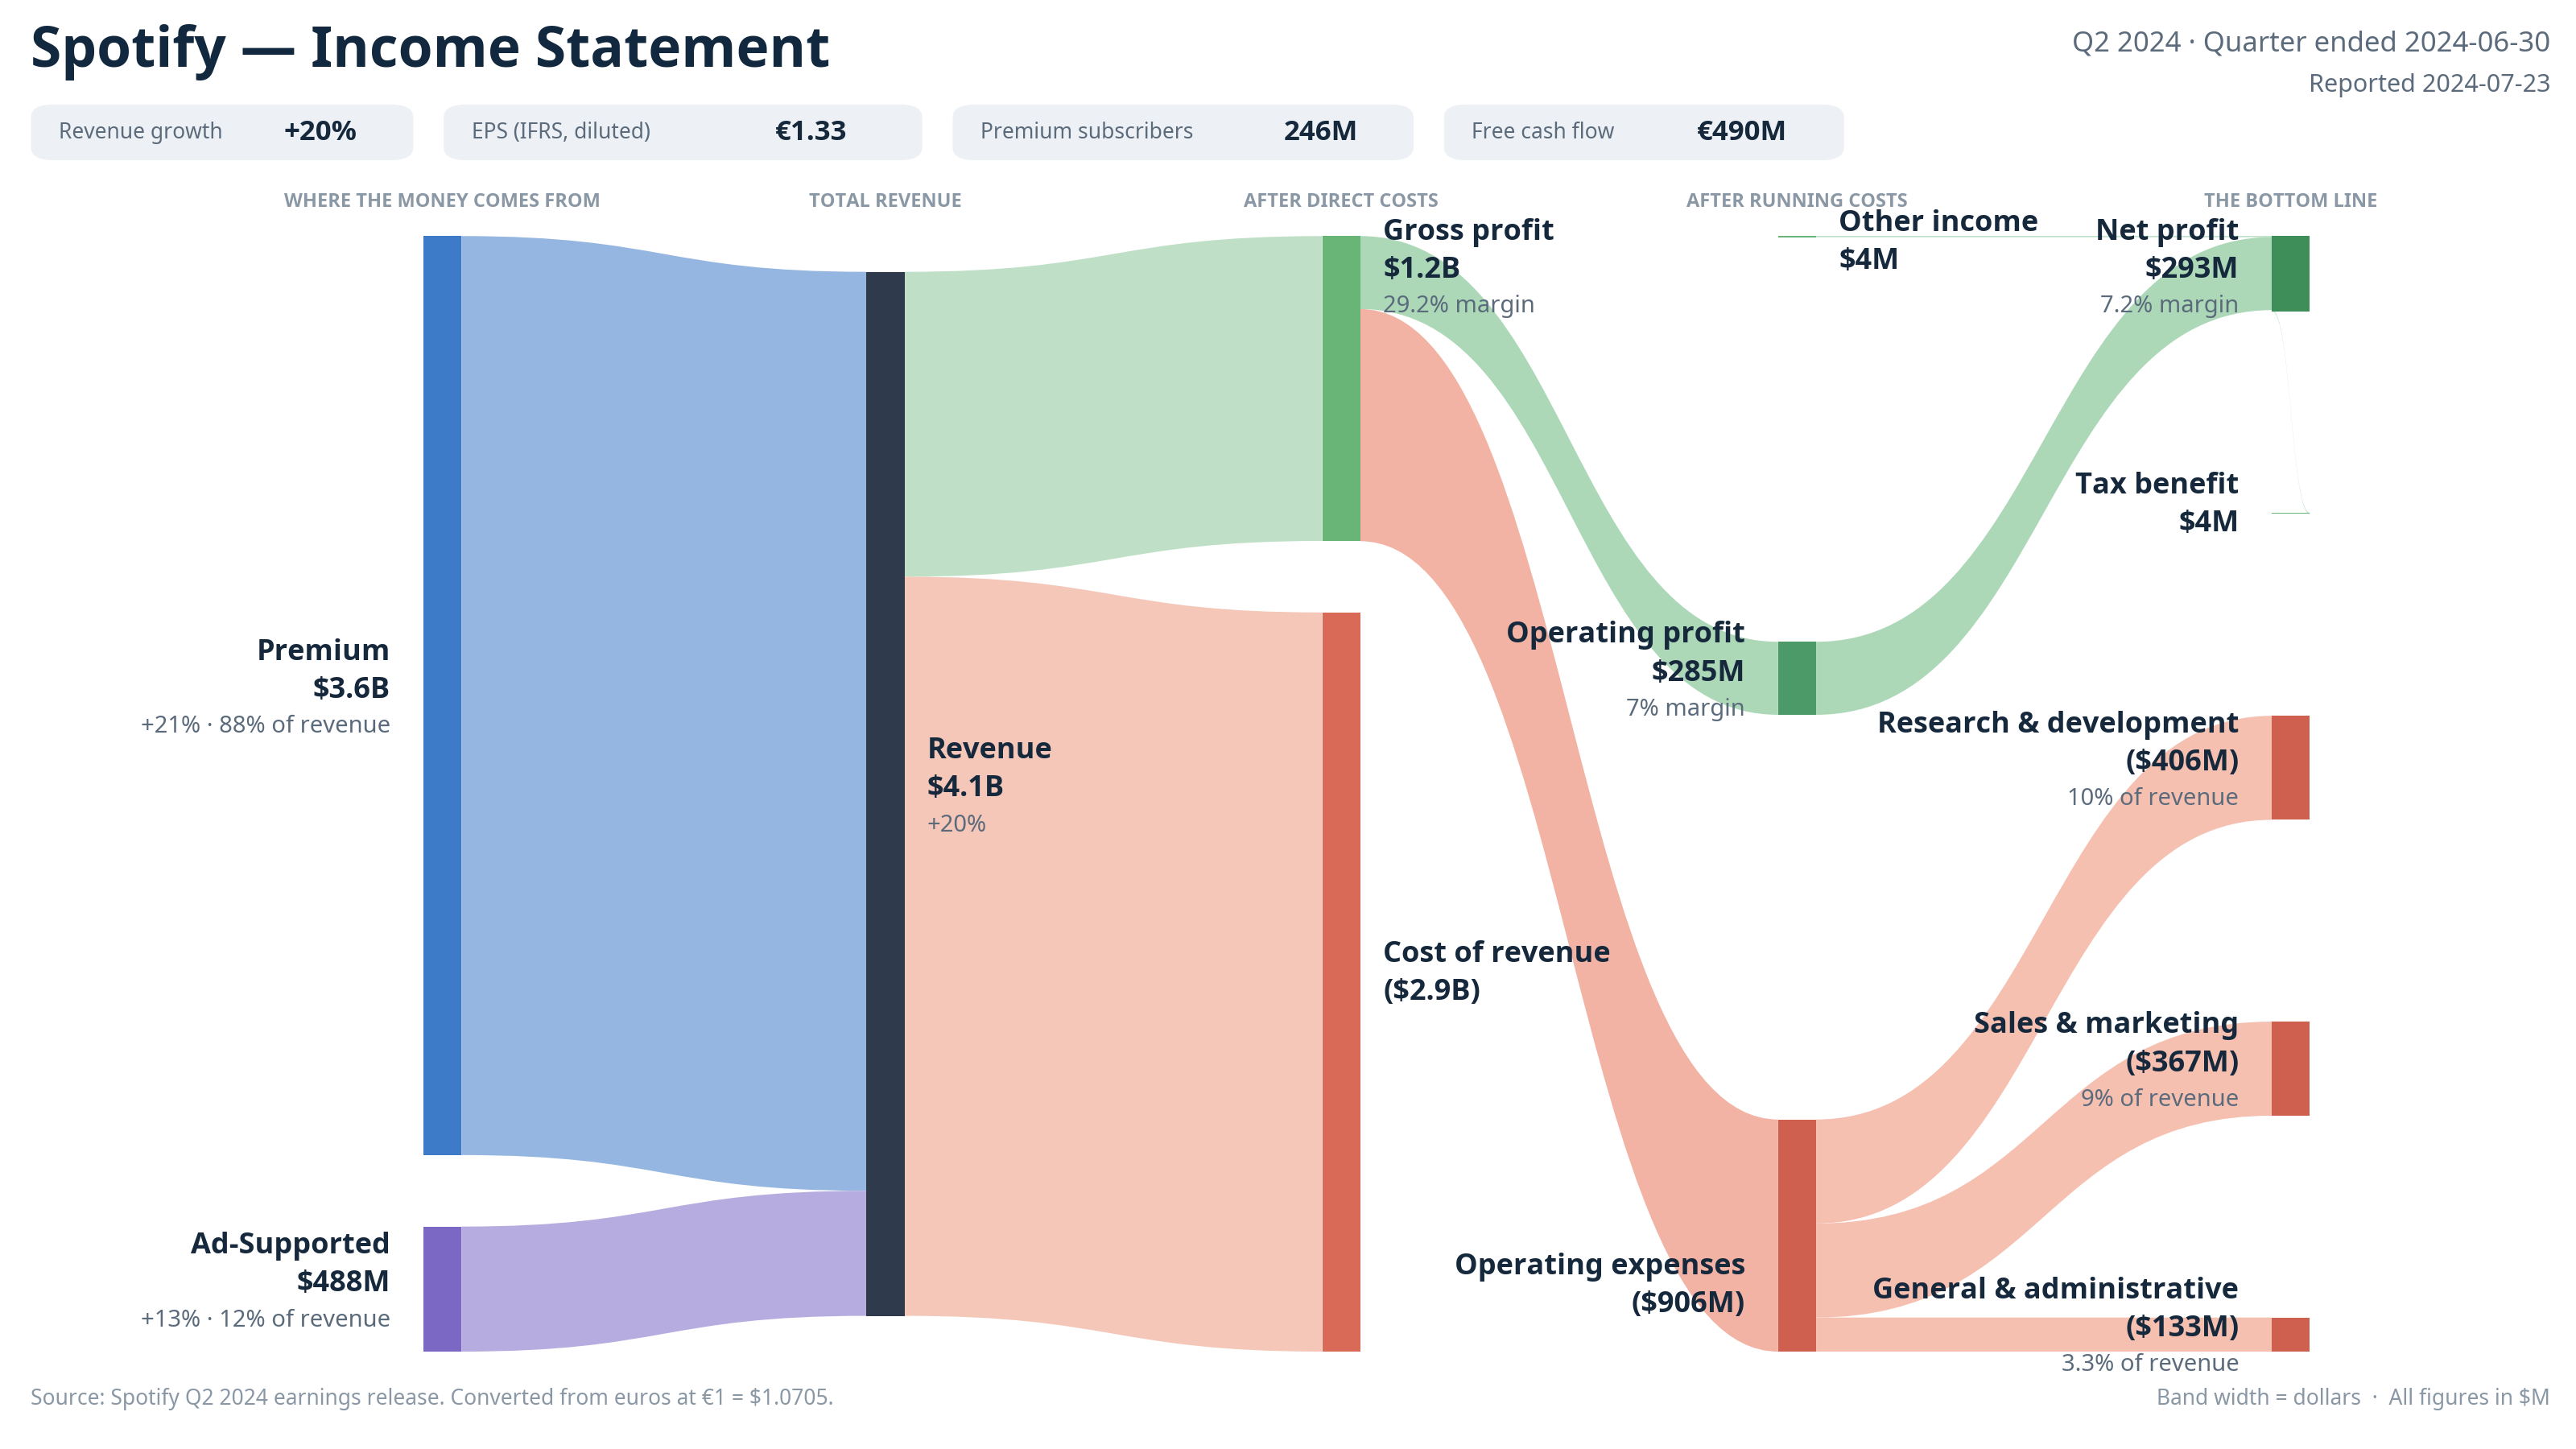 Spotify — Income Statement
Q2 2024 · Quarter ended 2024-06-30
Reported 2024-07-23
Revenue growth +20%
EPS (IFRS, diluted) €1.33
Premium subscribers 246M
Free cash flow €490M
WHERE THE MONEY COMES FROM
TOTAL REVENUE
AFTER DIRECT COSTS
AFTER RUNNING COSTS
THE BOTTOM LINE
Premium
$3.6B
+21% · 88% of revenue
Ad-Supported
$488M
+13% · 12% of revenue
Revenue
$4.1B
+20%
Gross profit
$1.2B
29.2% margin
Cost of revenue
($2.9B)
Other income
$4M
Operating profit
$285M
7% margin
Operating expenses
($906M)
Net profit
$293M
7.2% margin
Tax benefit
$4M
Research & development
($406M)
10% of revenue
Sales & marketing
($367M)
9% of revenue
General & administrative
($133M)
3.3% of revenue
Source: Spotify Q2 2024 earnings release. Converted from euros at €1 = $1.0705.
Band width = dollars · All figures in $M